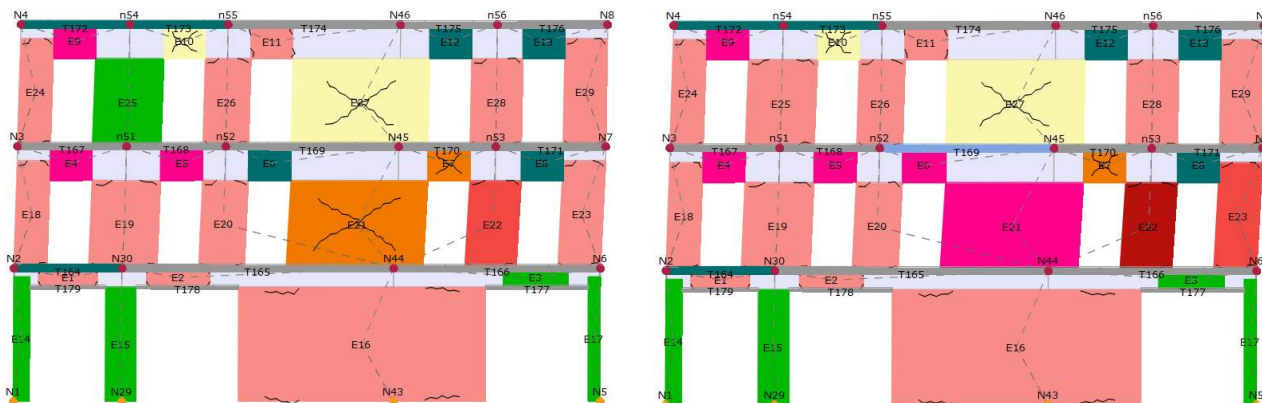 N4 n54 n55 N46 n56 N8
T172 T173 T174 T175 T176
E9 E10 E11 E12 E13
E24 E25 E26 E27 E28 E29
N3 n51 n52 N45 n53 N7
T167 T168 T169 T170 T171
E4 E5 E6 E7 E8
E18 E19 E20 E21 E22 E23
N2 N30 N44 N6
T164 T165 T166
E1 E2 E3
T179 T178 T177
E14 E15 E16 E17
N1 N29 N43 N5
N4 n54 n55 N46 n56 N8
T172 T173 T174 T175 T176
E9 E10 E11 E12 E13
E24 E25 E26 E27 E28 E29
N3 n51 n52 N45 n53 N7
T167 T168 T169 T170 T171
E4 E5 E6 E7 E8
E18 E19 E20 E21 E22 E23
N2 N30 N44 N6
T164 T165 T166
E1 E2 E3
T179 T178 T177
E14 E15 E16 E17
N1 N29 N43 N5